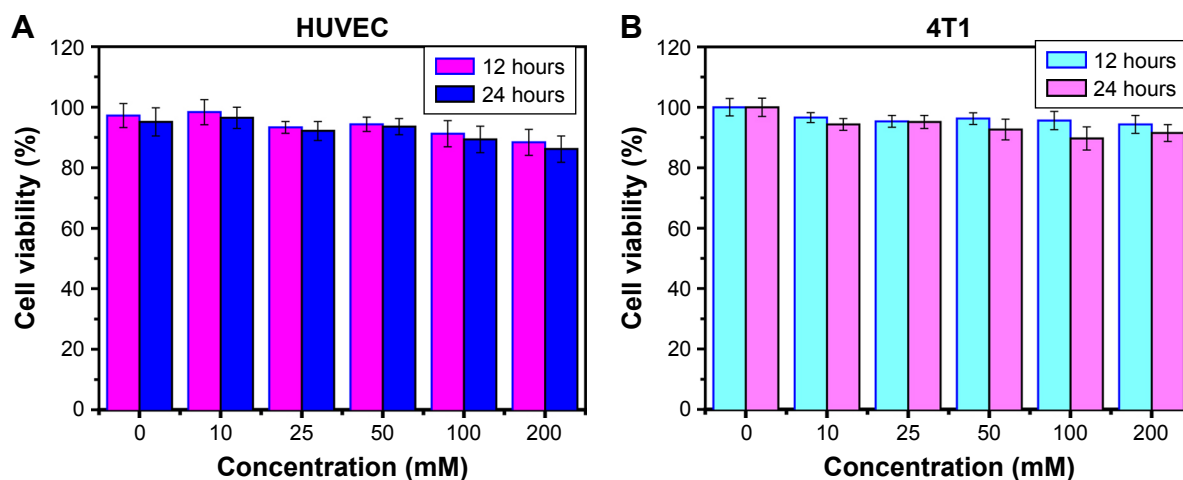 A
HUVEC
12 hours
24 hours
120
100
80
60
40
20
0
Cell viability (%)
0 10 25 50 100 200
Concentration (mM)
B
4T1
12 hours
24 hours
120
100
80
60
40
20
0
Cell viability (%)
0 10 25 50 100 200
Concentration (mM)